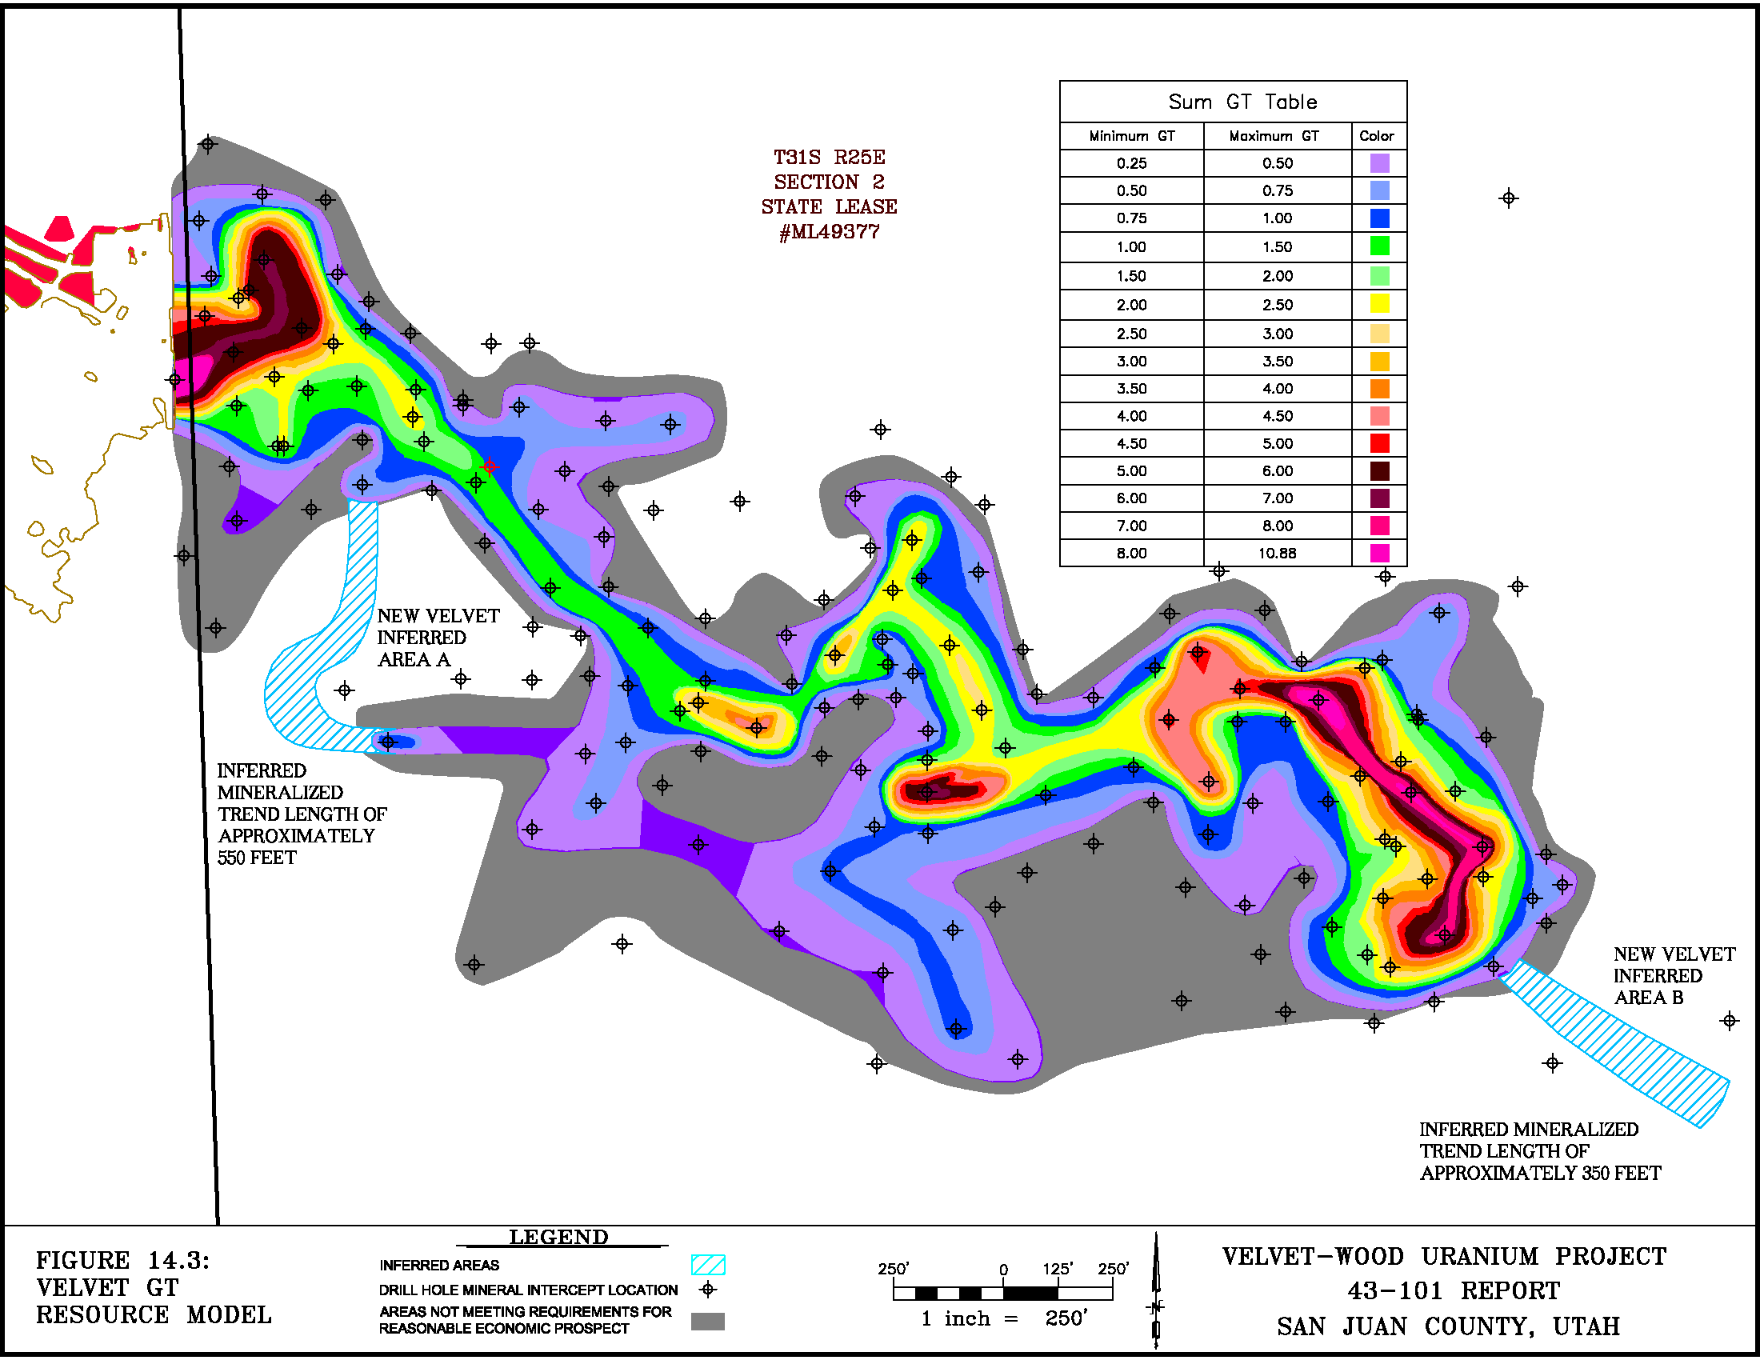 T31S R25E
SECTION 2
STATE LEASE
#ML49377
Sum GT Table
Minimum GT Maximum GT Color
0.25 0.50
0.50 0.75
0.75 1.00
1.00 1.50
1.50 2.00
2.00 2.50
2.50 3.00
3.00 3.50
3.50 4.00
4.00 4.50
4.50 5.00
5.00 6.00
6.00 7.00
7.00 8.00
8.00 10.88
NEW VELVET
INFERRED
AREA A
INFERRED
MINERALIZED
TREND LENGTH OF
APPROXIMATELY
550 FEET
NEW VELVET
INFERRED
AREA B
INFERRED MINERALIZED
TREND LENGTH OF
APPROXIMATELY 350 FEET
FIGURE 14.3:
VELVET GT
RESOURCE MODEL
LEGEND
INFERRED AREAS
DRILL HOLE MINERAL INTERCEPT LOCATION
AREAS NOT MEETING REQUIREMENTS FOR
REASONABLE ECONOMIC PROSPECT
250' 0 125' 250'
1 inch = 250'
N
VELVET-WOOD URANIUM PROJECT
43-101 REPORT
SAN JUAN COUNTY, UTAH